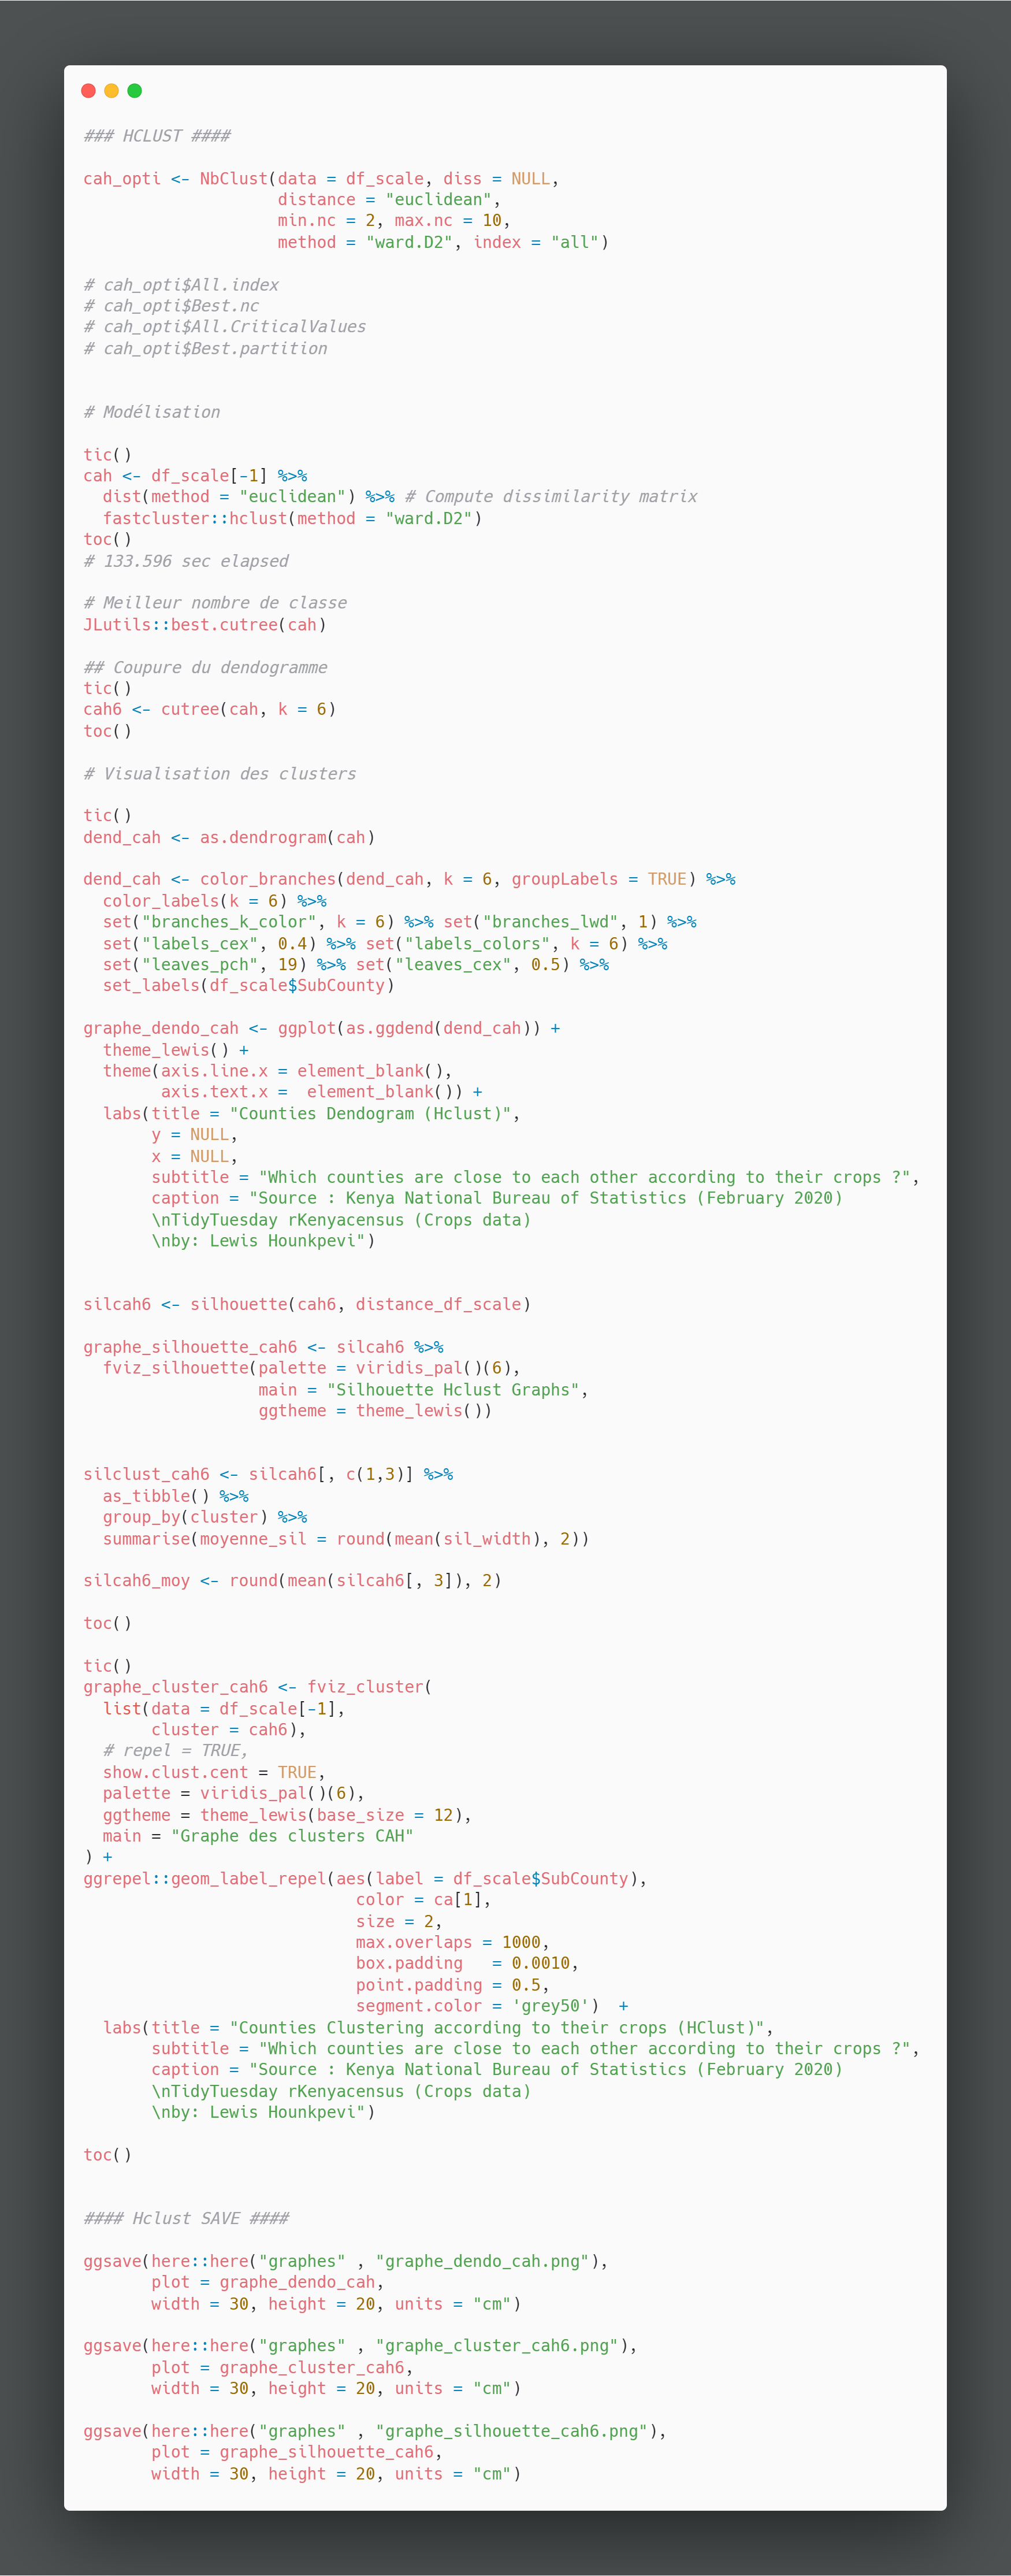 ### HCLUST ####
cah_opti <- NbClust(data = df_scale, diss = NULL,
                    distance = "euclidean",
                    min.nc = 2, max.nc = 10,
                    method = "ward.D2", index = "all")
# cah_opti$All.index
# cah_opti$Best.nc
# cah_opti$All.CriticalValues
# cah_opti$Best.partition
# Modélisation
tic()
cah <- df_scale[-1] %>%
  dist(method = "euclidean") %>% # Compute dissimilarity matrix
  fastcluster::hclust(method = "ward.D2")
toc()
# 133.596 sec elapsed
# Meilleur nombre de classe
JLutils::best.cutree(cah)
## Coupure du dendogramme
tic()
cah6 <- cutree(cah, k = 6)
toc()
# Visualisation des clusters
tic()
dend_cah <- as.dendrogram(cah)
dend_cah <- color_branches(dend_cah, k = 6, groupLabels = TRUE) %>%
  color_labels(k = 6) %>%
  set("branches_k_color", k = 6) %>% set("branches_lwd", 1) %>%
  set("labels_cex", 0.4) %>% set("labels_colors", k = 6) %>%
  set("leaves_pch", 19) %>% set("leaves_cex", 0.5) %>%
  set_labels(df_scale$SubCounty)
graphe_dendo_cah <- ggplot(as.ggdend(dend_cah)) +
  theme_lewis() +
  theme(axis.line.x = element_blank(),
        axis.text.x =  element_blank()) +
  labs(title = "Counties Dendogram (Hclust)",
       y = NULL,
       x = NULL,
       subtitle = "Which counties are close to each other according to their crops ?",
       caption = "Source : Kenya National Bureau of Statistics (February 2020)
       \nTidyTuesday rKenyacensus (Crops data)
       \nby: Lewis Hounkpevi")
silcah6 <- silhouette(cah6, distance_df_scale)
graphe_silhouette_cah6 <- silcah6 %>%
  fviz_silhouette(palette = viridis_pal()(6),
                  main = "Silhouette Hclust Graphs",
                  ggtheme = theme_lewis())
silclust_cah6 <- silcah6[, c(1,3)] %>%
  as_tibble() %>%
  group_by(cluster) %>%
  summarise(moyenne_sil = round(mean(sil_width), 2))
silcah6_moy <- round(mean(silcah6[, 3]), 2)
toc()
tic()
graphe_cluster_cah6 <- fviz_cluster(
  list(data = df_scale[-1],
       cluster = cah6),
  # repel = TRUE,
  show.clust.cent = TRUE,
  palette = viridis_pal()(6),
  ggtheme = theme_lewis(base_size = 12),
  main = "Graphe des clusters CAH"
) +
ggrepel::geom_label_repel(aes(label = df_scale$SubCounty),
                            color = ca[1],
                            size = 2,
                            max.overlaps = 1000,
                            box.padding   = 0.0010,
                            point.padding = 0.5,
                            segment.color = 'grey50')  +
  labs(title = "Counties Clustering according to their crops (HClust)",
       subtitle = "Which counties are close to each other according to their crops ?",
       caption = "Source : Kenya National Bureau of Statistics (February 2020)
       \nTidyTuesday rKenyacensus (Crops data)
       \nby: Lewis Hounkpevi")
toc()
#### Hclust SAVE ####
ggsave(here::here("graphes" , "graphe_dendo_cah.png"),
       plot = graphe_dendo_cah,
       width = 30, height = 20, units = "cm")
ggsave(here::here("graphes" , "graphe_cluster_cah6.png"),
       plot = graphe_cluster_cah6,
       width = 30, height = 20, units = "cm")
ggsave(here::here("graphes" , "graphe_silhouette_cah6.png"),
       plot = graphe_silhouette_cah6,
       width = 30, height = 20, units = "cm")